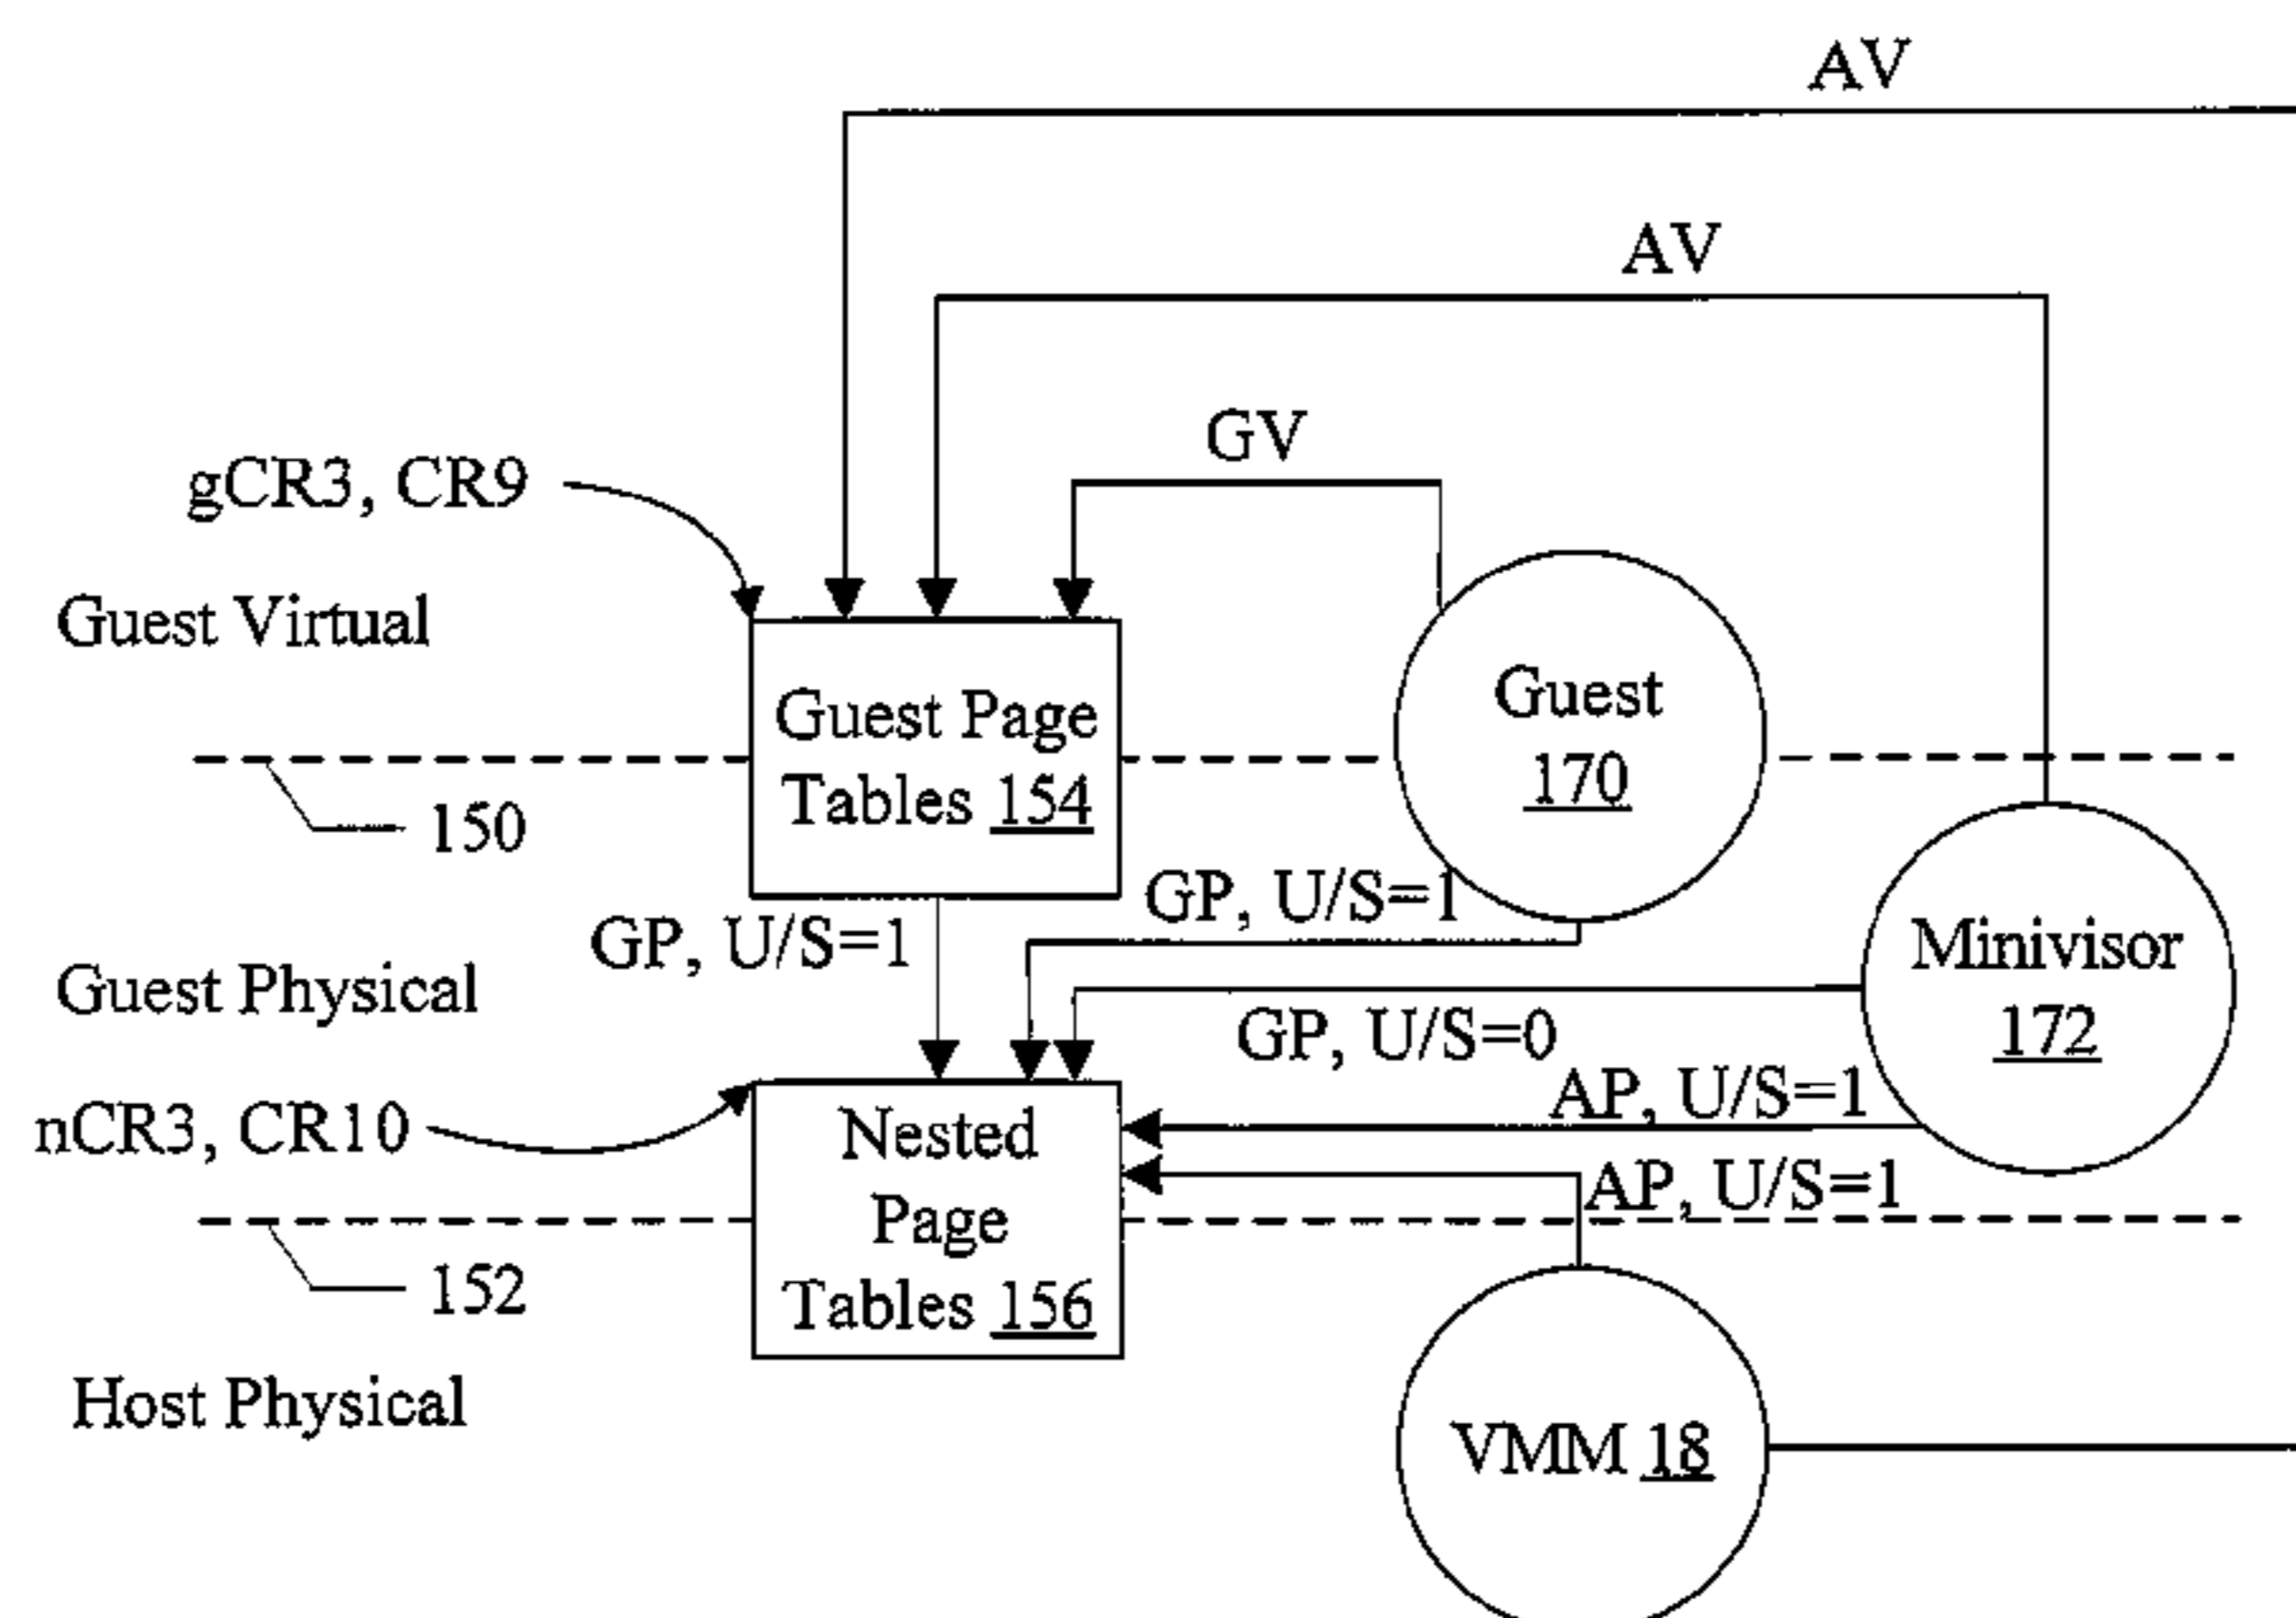 AV
AV
GV
gCR3, CR9
Guest Virtual
Guest Page
Tables 154
Guest
170
150
GP, U/S=1
GP, U/S=1
Minivisor
172
Guest Physical
GP, U/S=0
AP, U/S=1
nCR3, CR10
Nested
Page
Tables 156
AP, U/S=1
152
Host Physical
VMM 18